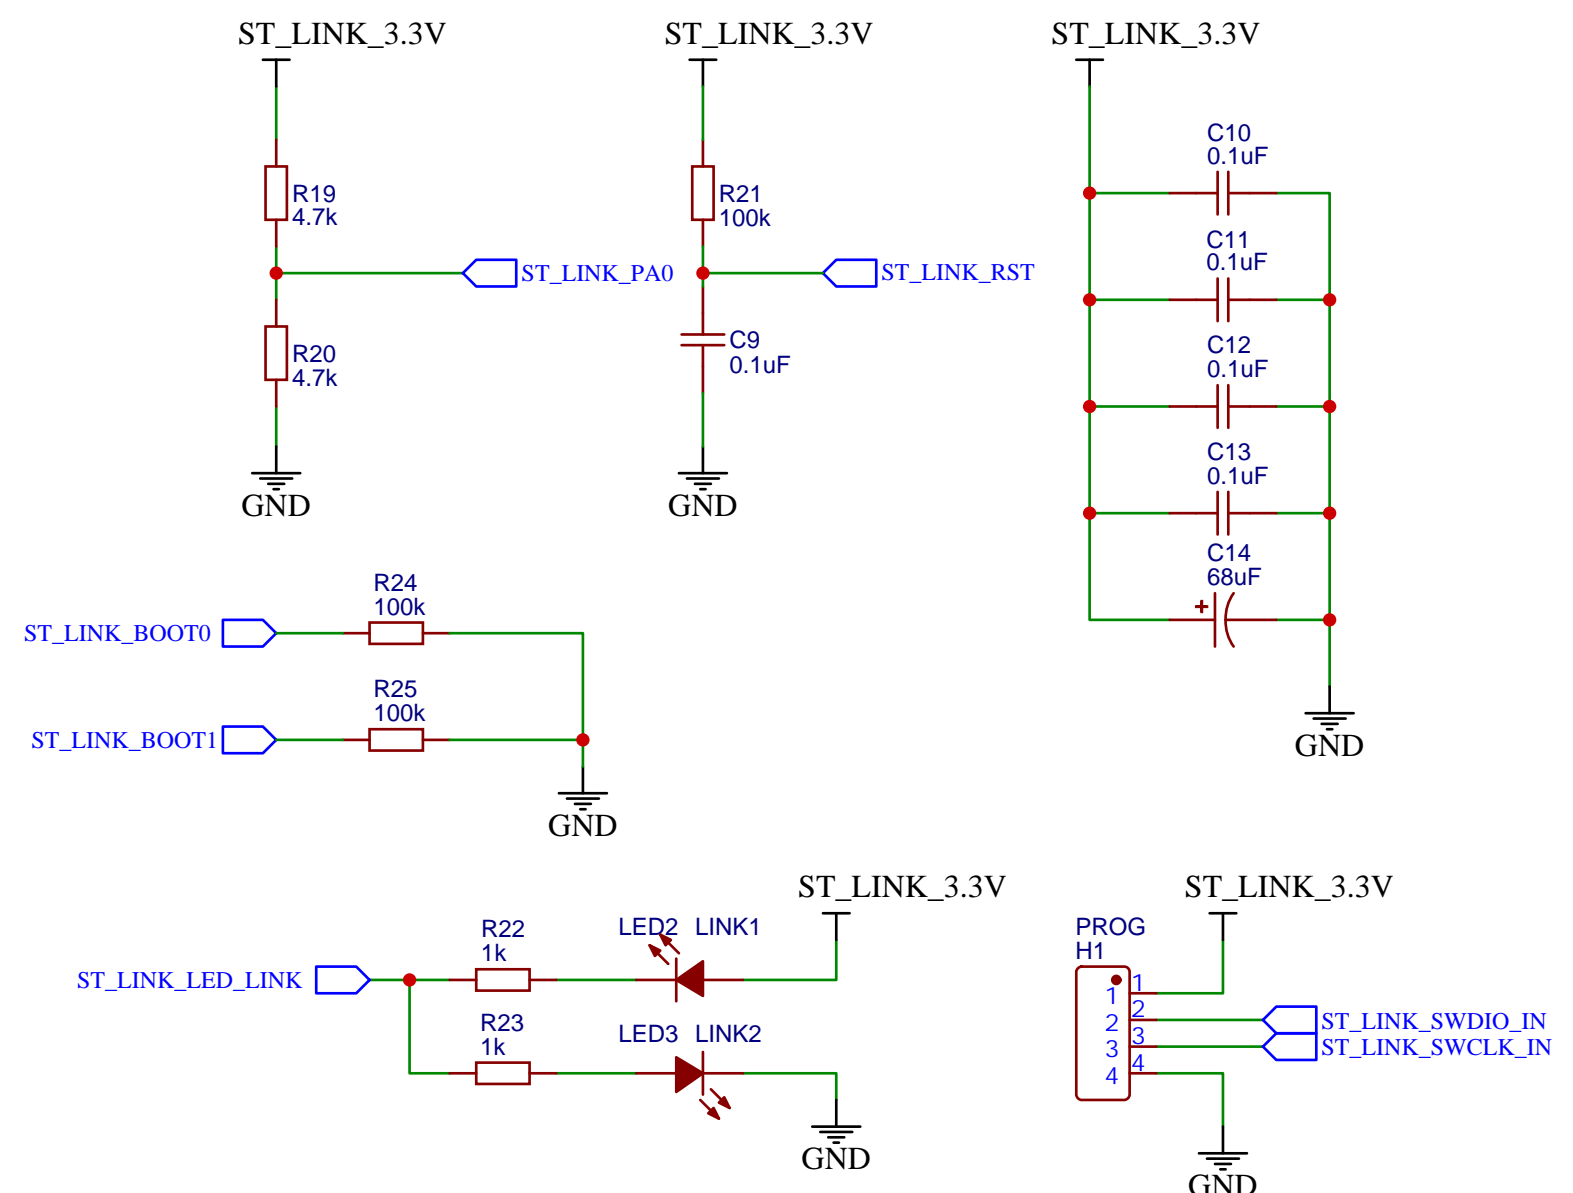 ST_LINK_3.3V
ST_LINK_3.3V
ST_LINK_3.3V
R19
4.7k
ST_LINK_PA0
R20
4.7k
GND
R21
100k
ST_LINK_RST
C9
0.1uF
GND
C10
0.1uF
C11
0.1uF
C12
0.1uF
C13
0.1uF
C14
68uF
+
GND
R24
100k
ST_LINK_BOOT0
R25
100k
ST_LINK_BOOT1
GND
ST_LINK_3.3V
R22
1k
LED2 LINK1
ST_LINK_LED_LINK
R23
1k
LED3 LINK2
GND
ST_LINK_3.3V
PROG
H1
1 1
2 2
ST_LINK_SWDIO_IN
3 3
ST_LINK_SWCLK_IN
4 4
GND